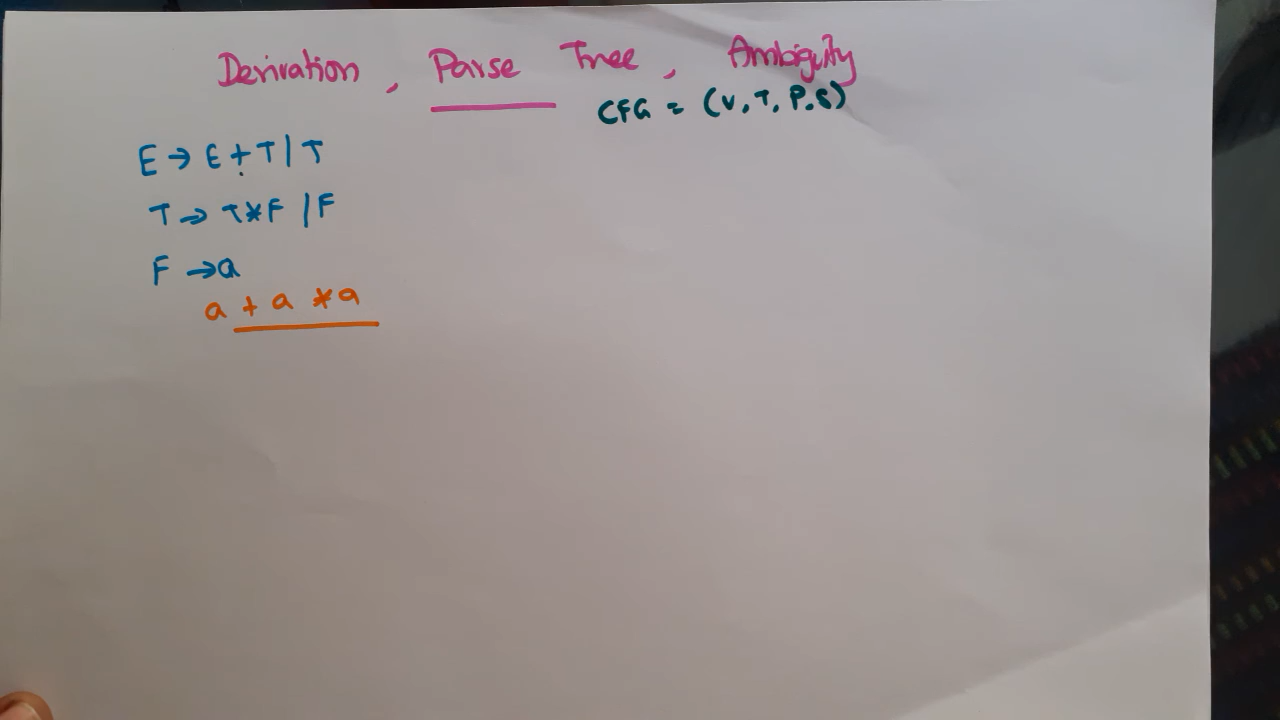 Derivation, Parse Tree, Ambiguity
CFG = (V, T, P, S)
E → E + T | T
T → T * F | F
F → a
a + a * a